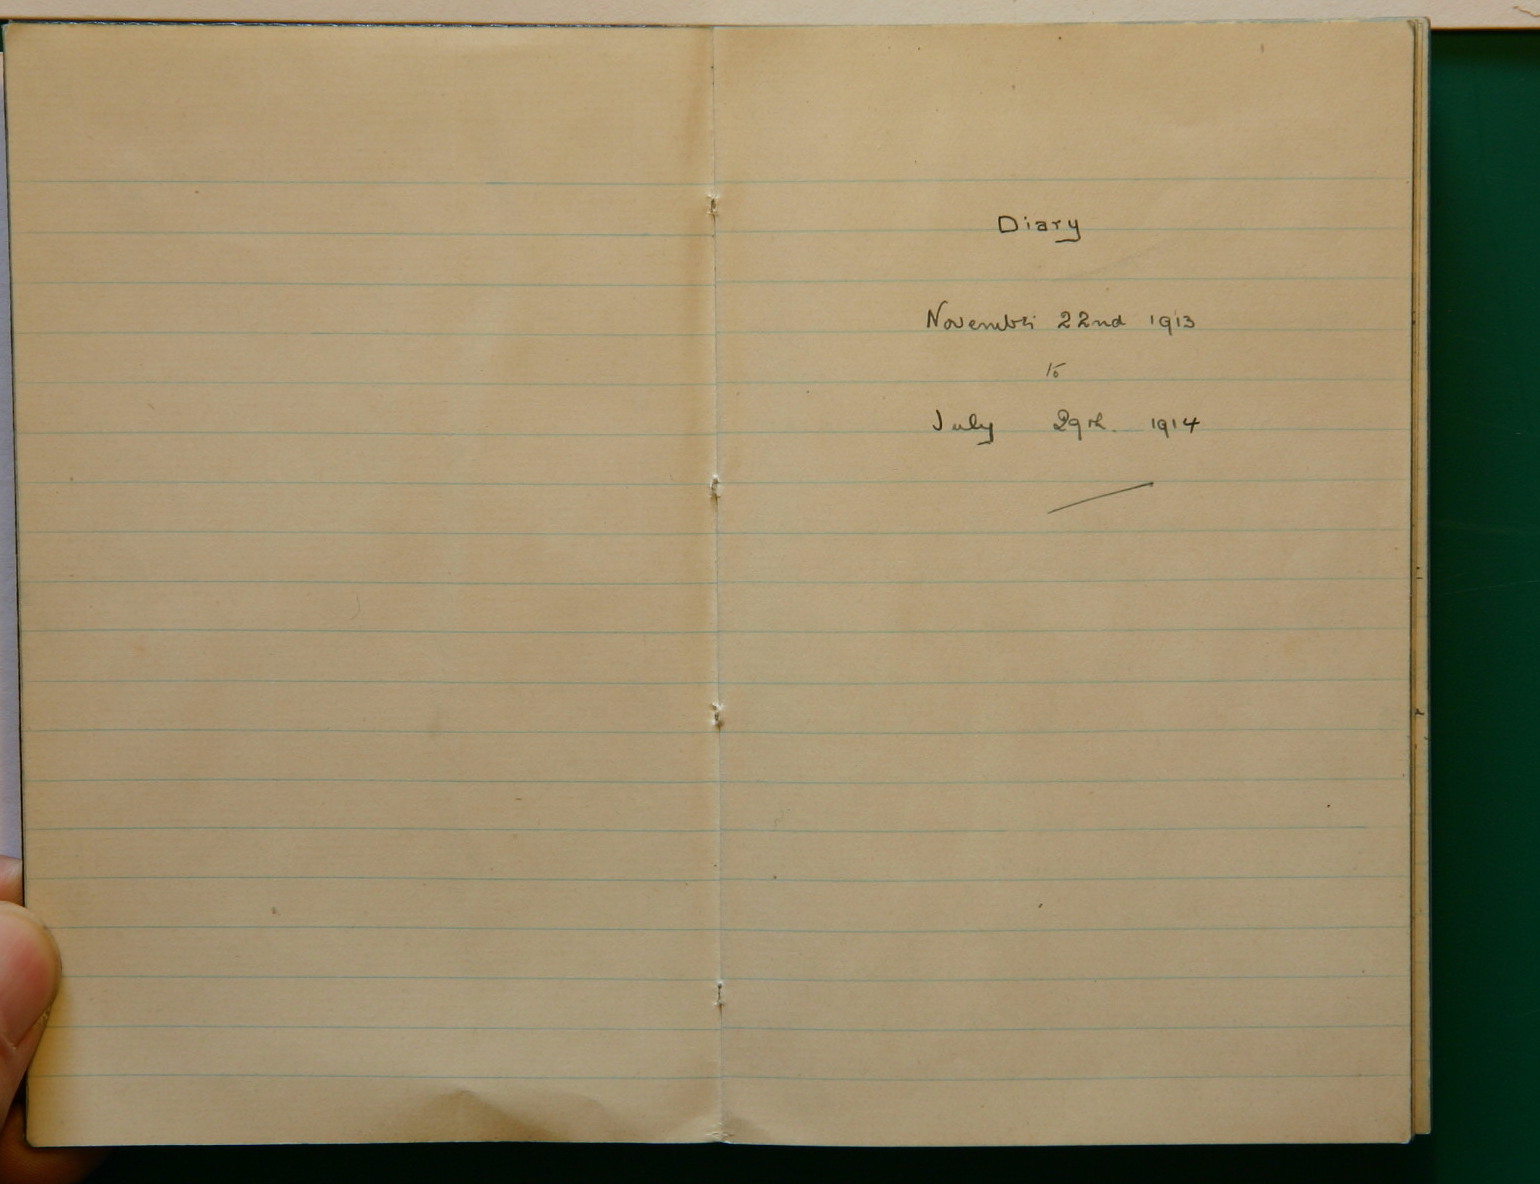 Diary
November 22nd 1913
to
July 29th. 1914